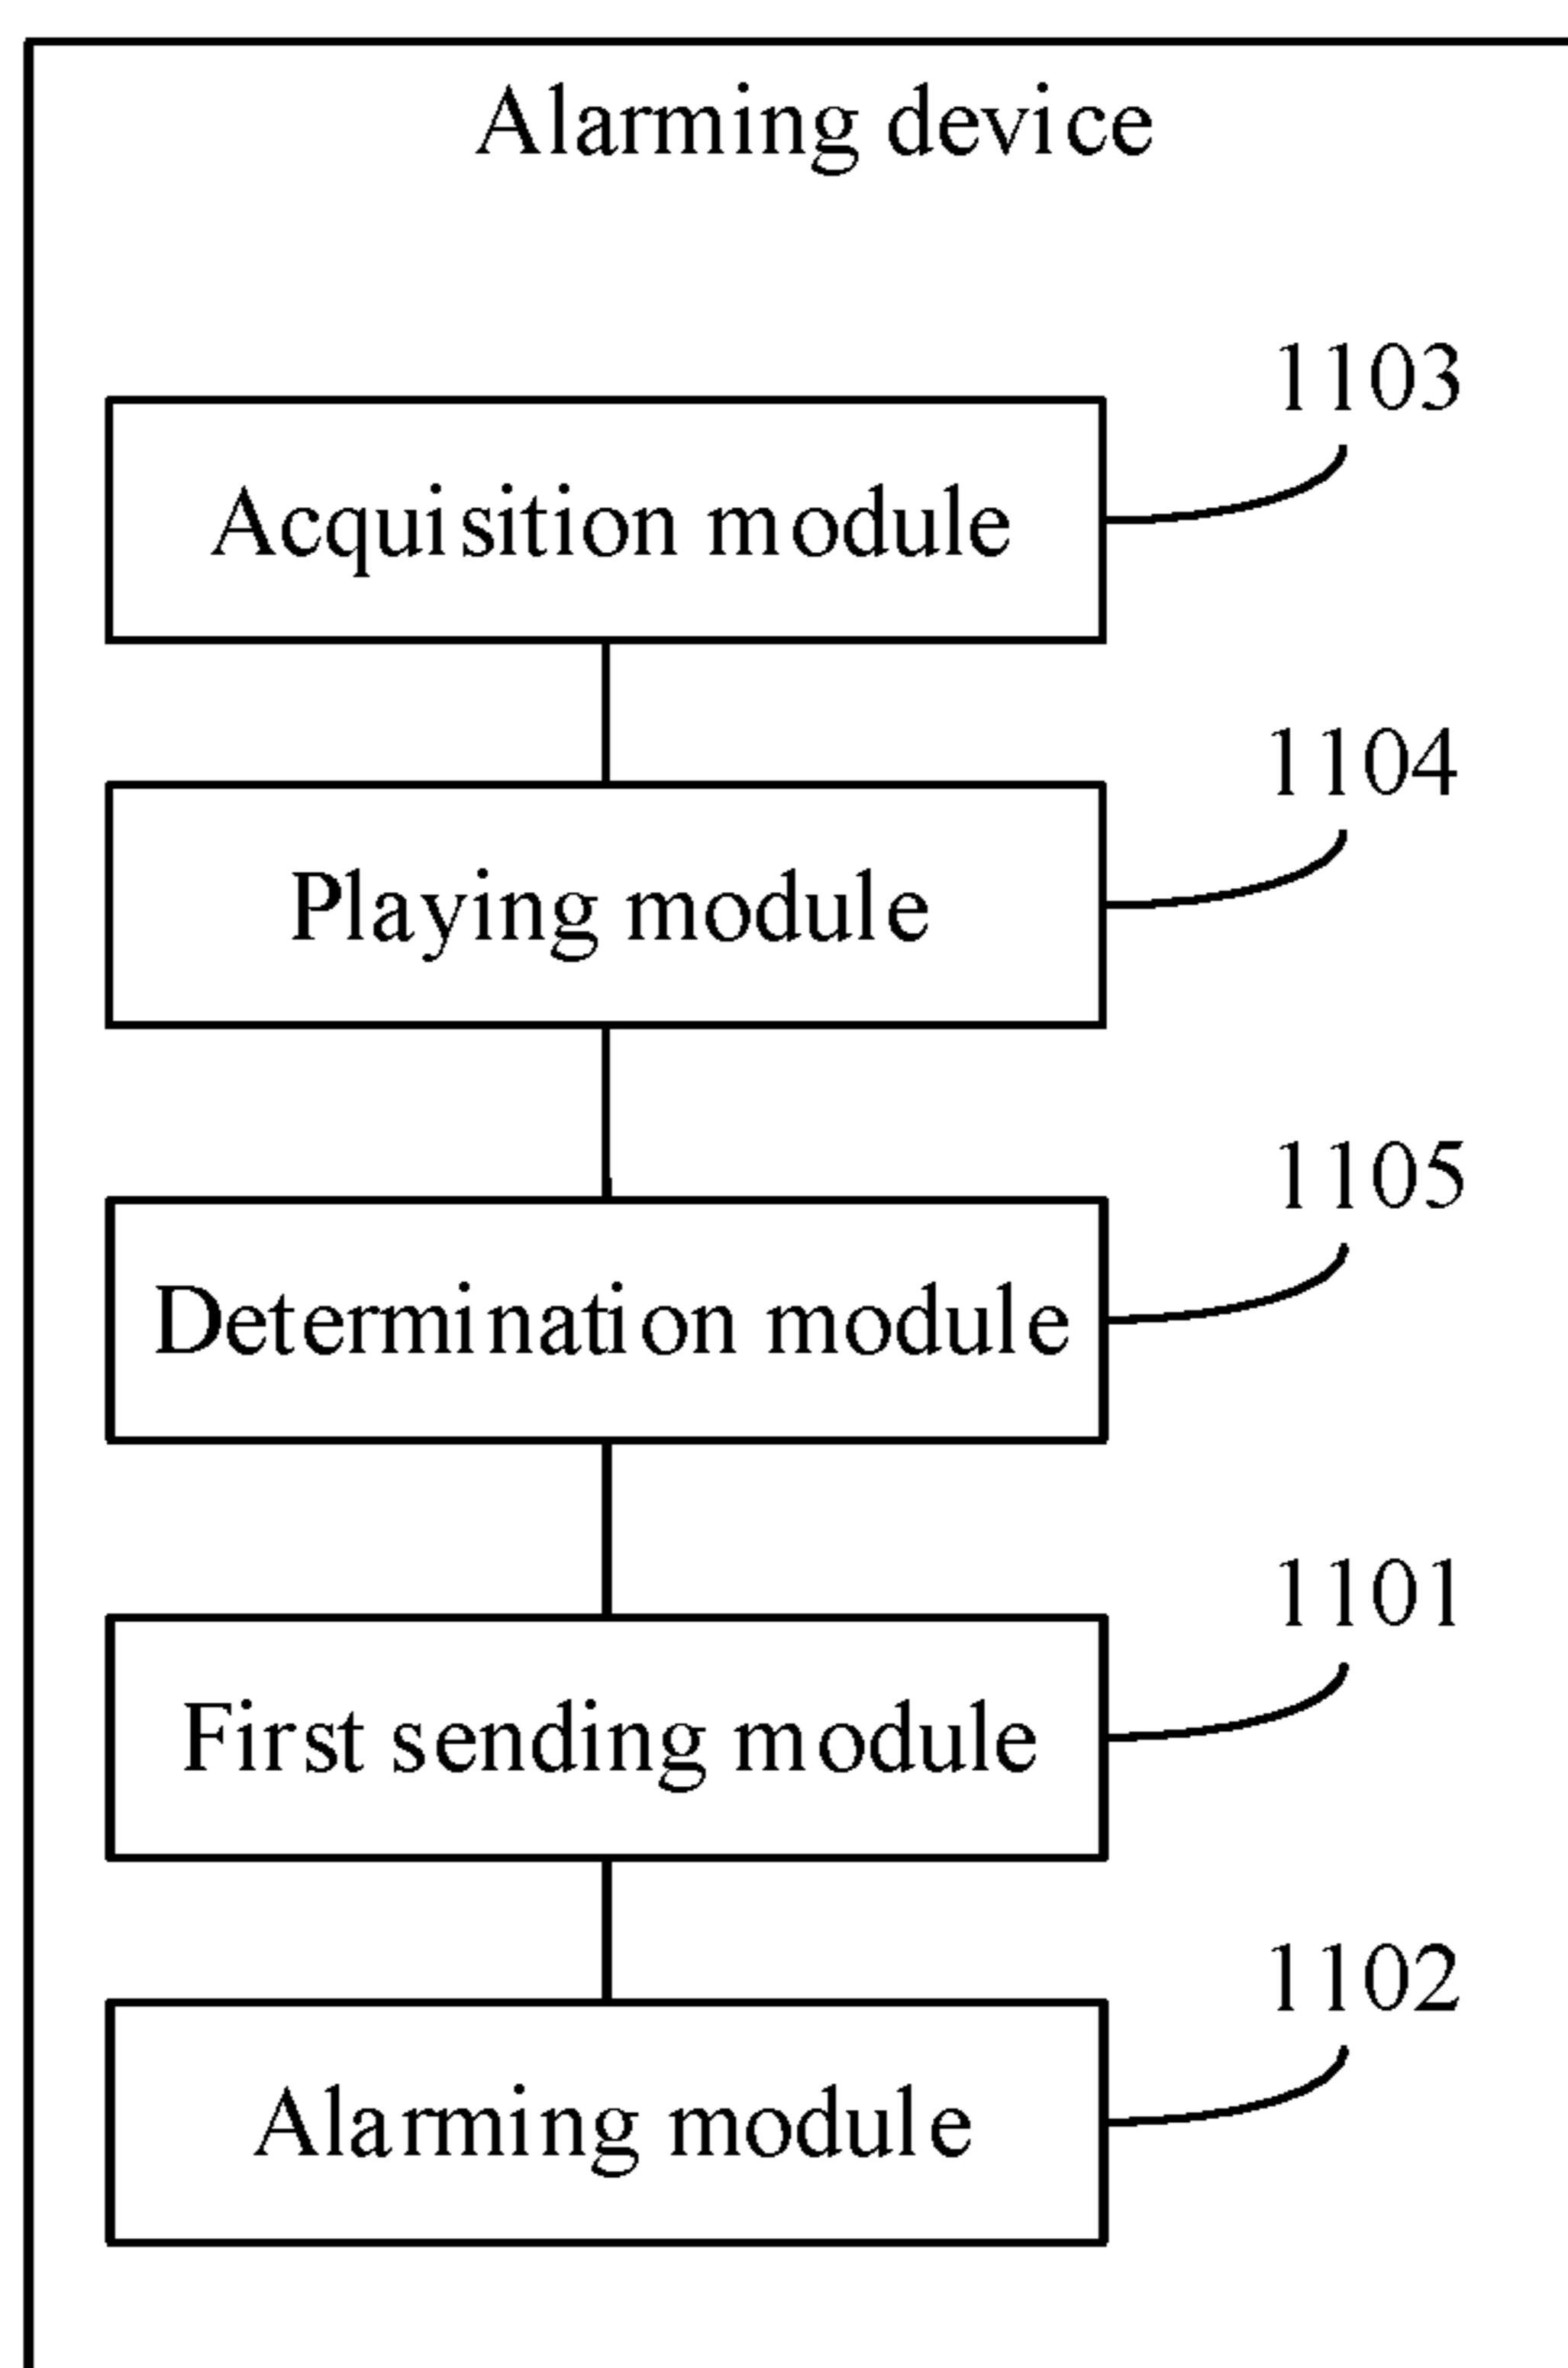 Alarming device
1103
Acquisition module
1104
Playing module
1105
Determination module
1101
First sending module
1102
Alarming module